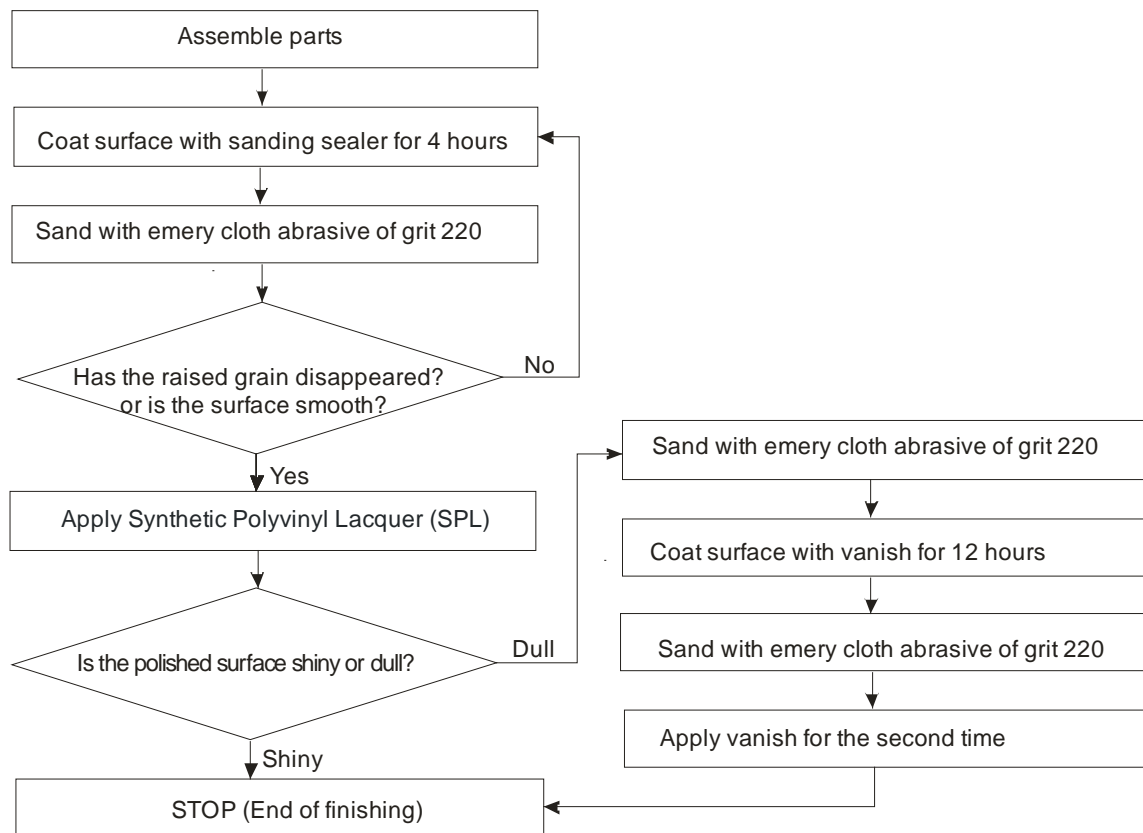 Assemble parts
Coat surface with sanding sealer for 4 hours
Sand with emery cloth abrasive of grit 220
Has the raised grain disappeared?
or is the surface smooth?
No
Yes
Apply Synthetic Polyvinyl Lacquer (SPL)
Is the polished surface shiny or dull?
Dull
Shiny
Sand with emery cloth abrasive of grit 220
Coat surface with vanish for 12 hours
Sand with emery cloth abrasive of grit 220
Apply vanish for the second time
STOP (End of finishing)